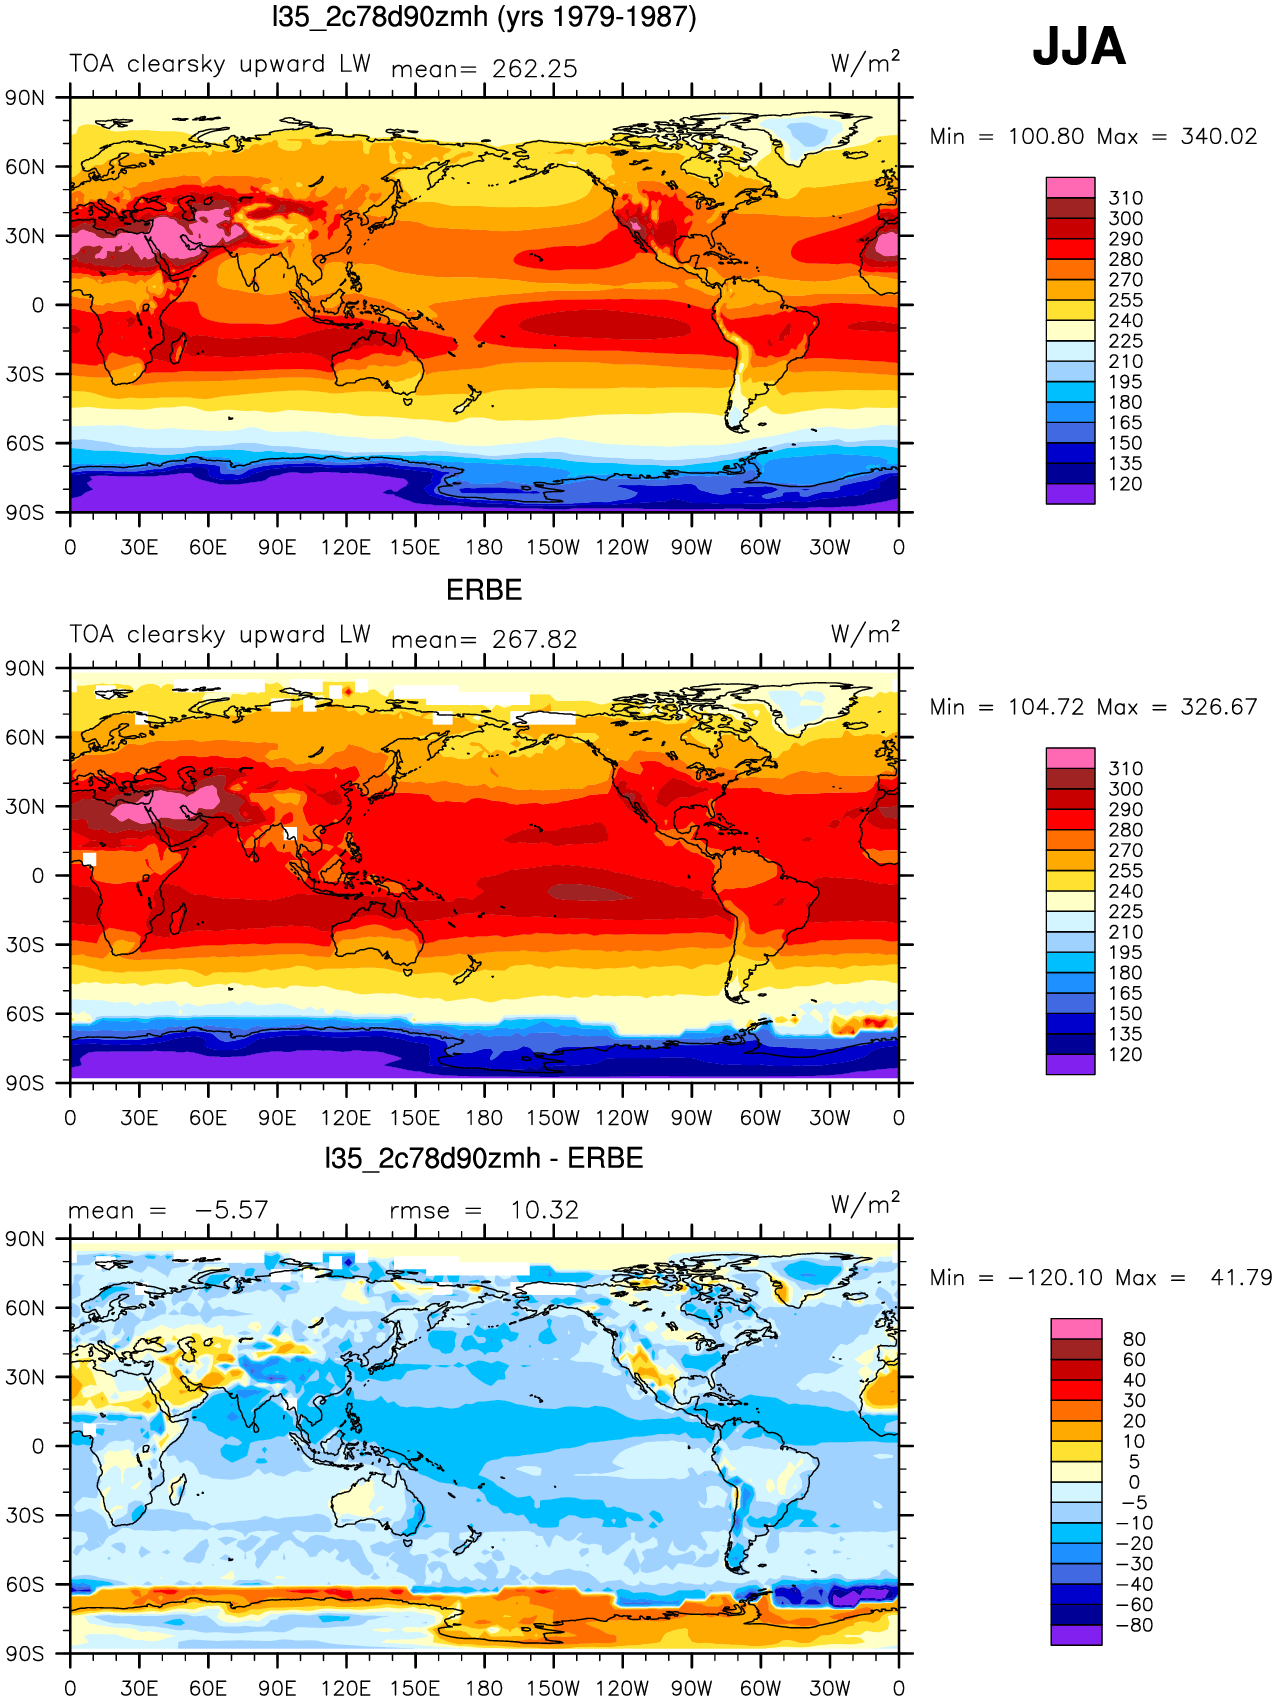 l35_2c78d90zmh (yrs 1979-1987)
JJA
TOA clearsky upward LW mean= 262.25 W/m²
Min = 100.80 Max = 340.02
90N
60N
30N
0
30S
60S
90S
0 30E 60E 90E 120E 150E 180 150W 120W 90W 60W 30W 0
310
300
290
280
270
255
240
225
210
195
180
165
150
135
120
ERBE
TOA clearsky upward LW mean= 267.82 W/m²
Min = 104.72 Max = 326.67
90N
60N
30N
0
30S
60S
90S
0 30E 60E 90E 120E 150E 180 150W 120W 90W 60W 30W 0
310
300
290
280
270
255
240
225
210
195
180
165
150
135
120
l35_2c78d90zmh - ERBE
mean = −5.57 rmse = 10.32 W/m²
Min = −120.10 Max = 41.79
90N
60N
30N
0
30S
60S
90S
0 30E 60E 90E 120E 150E 180 150W 120W 90W 60W 30W 0
80
60
40
30
20
10
5
0
−5
−10
−20
−30
−40
−60
−80